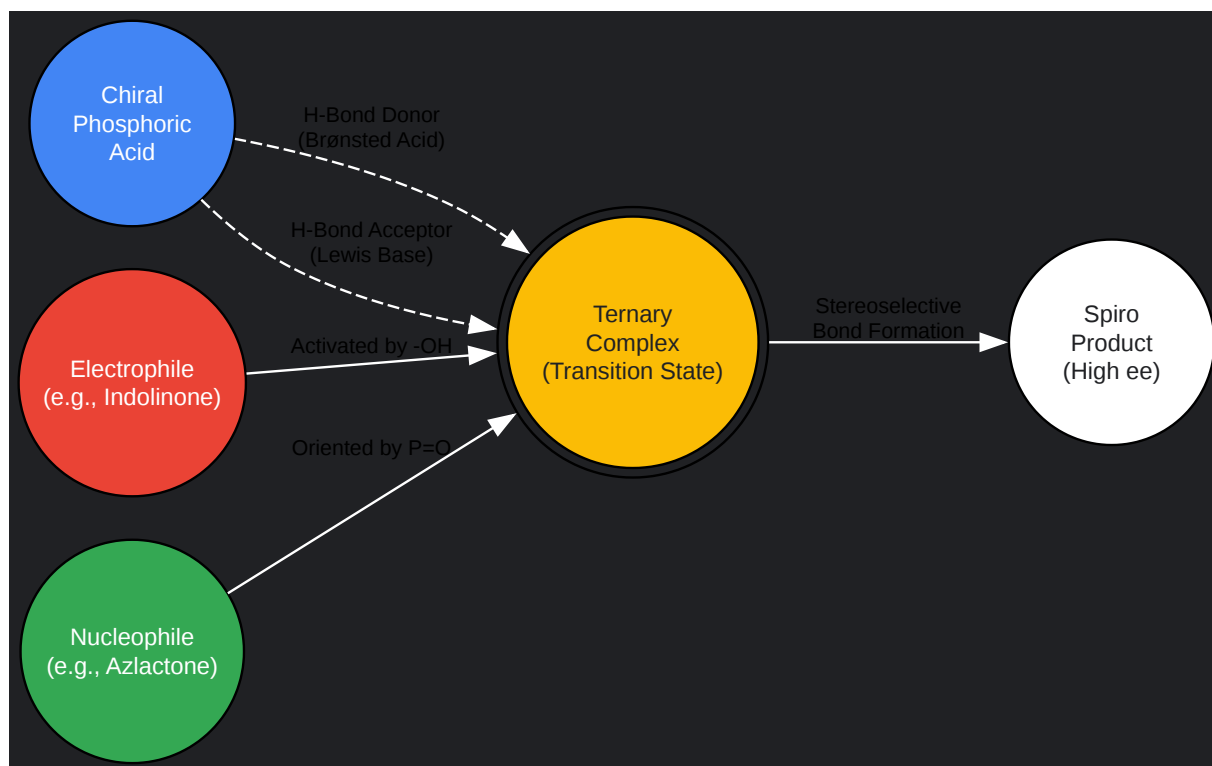 Chiral
Phosphoric
Acid
H-Bond Donor
(Brønsted Acid)
H-Bond Acceptor
(Lewis Base)
Electrophile
(e.g., Indolinone)
Activated by -OH
Oriented by P=O
Nucleophile
(e.g., Azlactone)
Ternary
Complex
(Transition State)
Stereoselective
Bond Formation
Spiro
Product
(High ee)